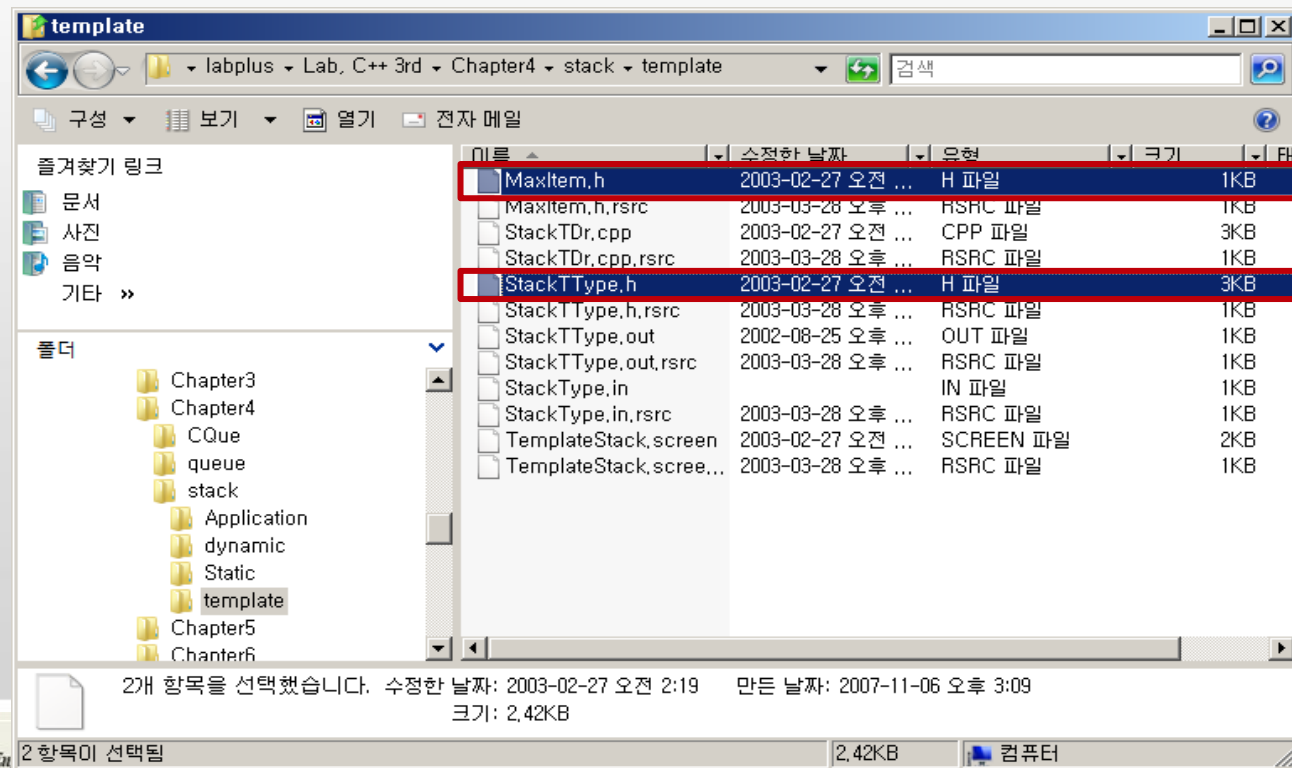 template
labplus Lab, C++ 3rd Chapter4 stack template 검색
구성 보기 열기 전자 메일
즐겨찾기 링크
문서
사진
음악
기타 »
폴더
Chapter3
Chapter4
CQue
queue
stack
Application
dynamic
Static
template
Chapter5
Chapter6
이름 수정한 날짜 유형 크기
MaxItem.h 2003-02-27 오전 ... H 파일 1KB
MaxItem.h.rsrc 2003-03-28 오후 ... RSRC 파일 1KB
StackTDr.cpp 2003-02-27 오전 ... CPP 파일 3KB
StackTDr.cpp.rsrc 2003-03-28 오후 ... RSRC 파일 1KB
StackTType.h 2003-02-27 오전 ... H 파일 3KB
StackTType.h.rsrc 2003-03-28 오후 ... RSRC 파일 1KB
StackTType.out 2002-08-25 오후 ... OUT 파일 1KB
StackTType.out.rsrc 2003-03-28 오후 ... RSRC 파일 1KB
StackType.in IN 파일 1KB
StackType.in.rsrc 2003-03-28 오후 ... RSRC 파일 1KB
TemplateStack.screen 2003-02-27 오전 ... SCREEN 파일 2KB
TemplateStack.scree... 2003-03-28 오후 ... RSRC 파일 1KB
2개 항목을 선택했습니다. 수정한 날짜: 2003-02-27 오전 2:19 만든 날짜: 2007-11-06 오후 3:09
크기: 2.42KB
2 항목이 선택됨 2.42KB 컴퓨터